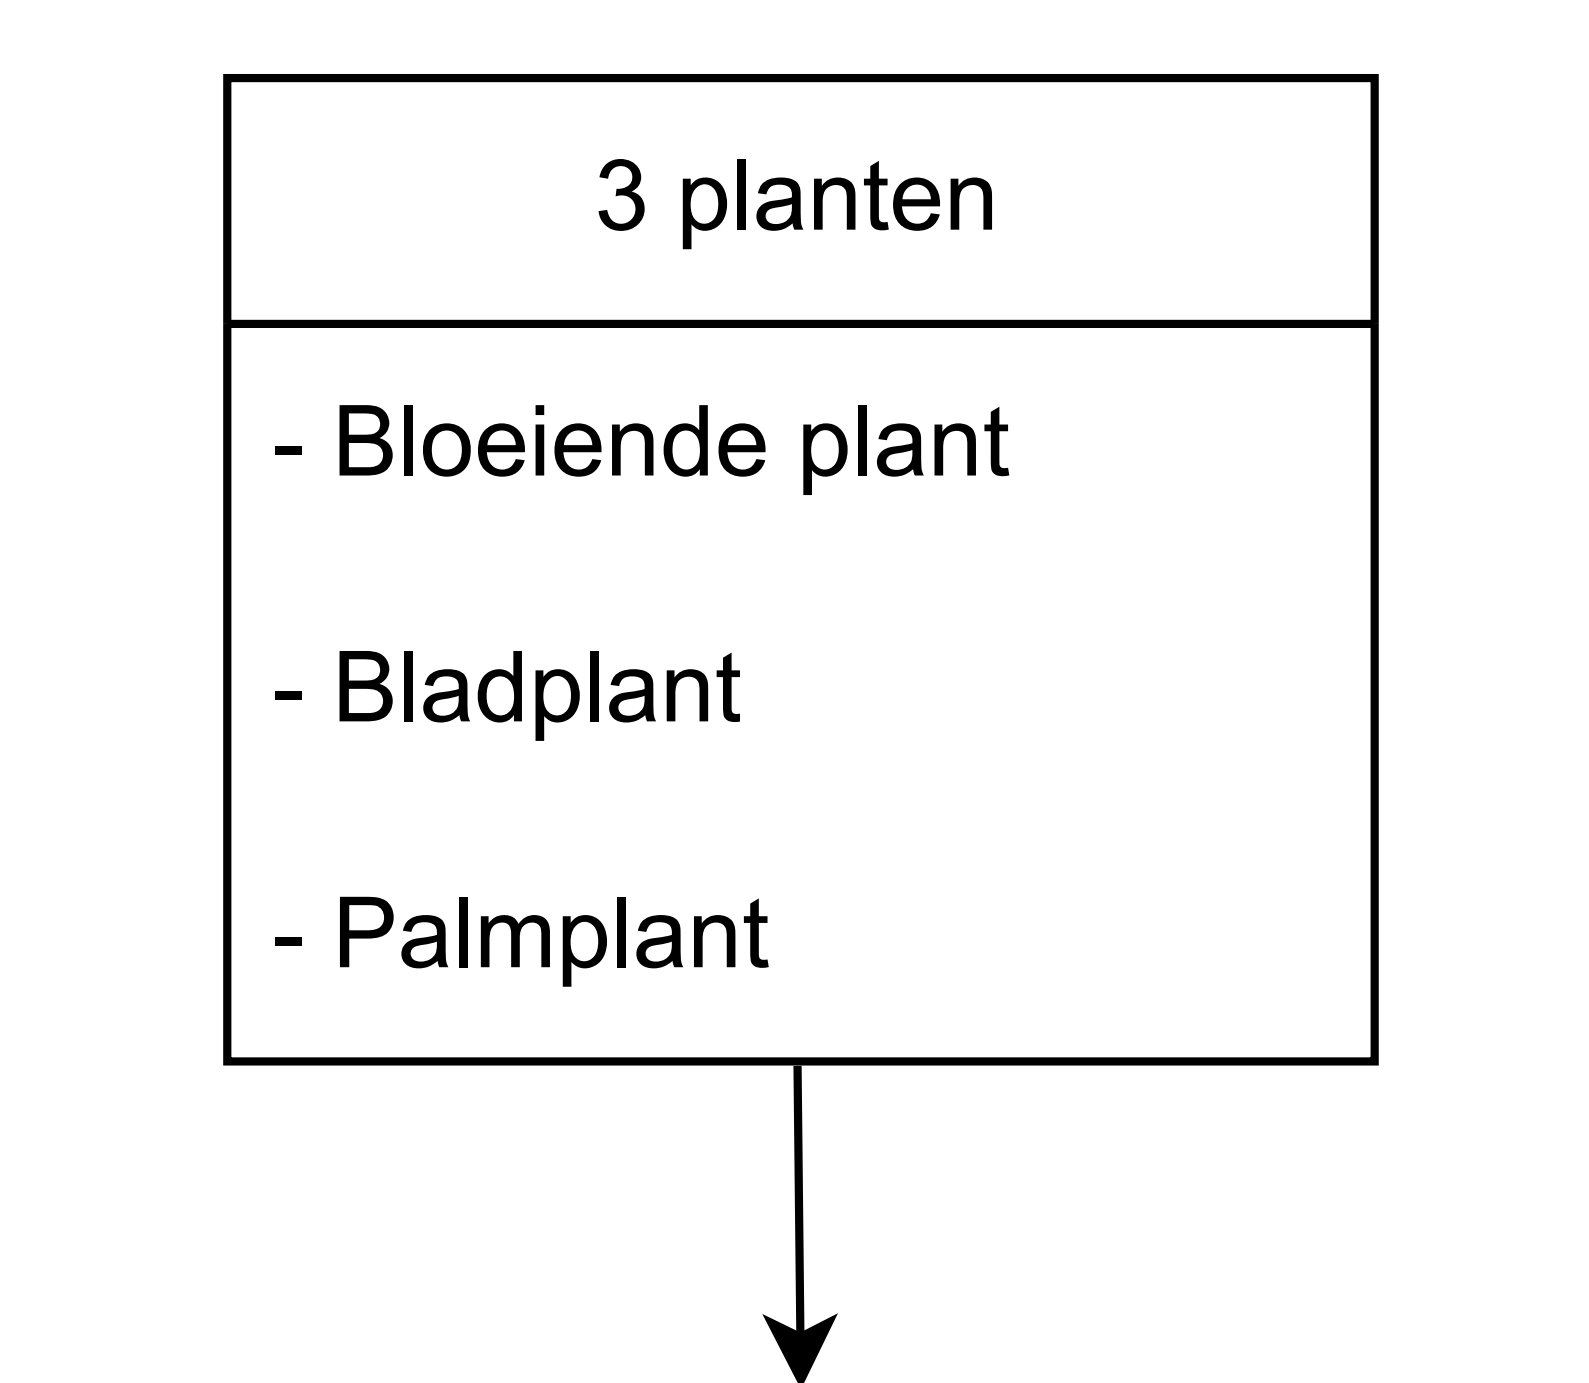 3 planten
- Bloeiende plant
- Bladplant
- Palmplant